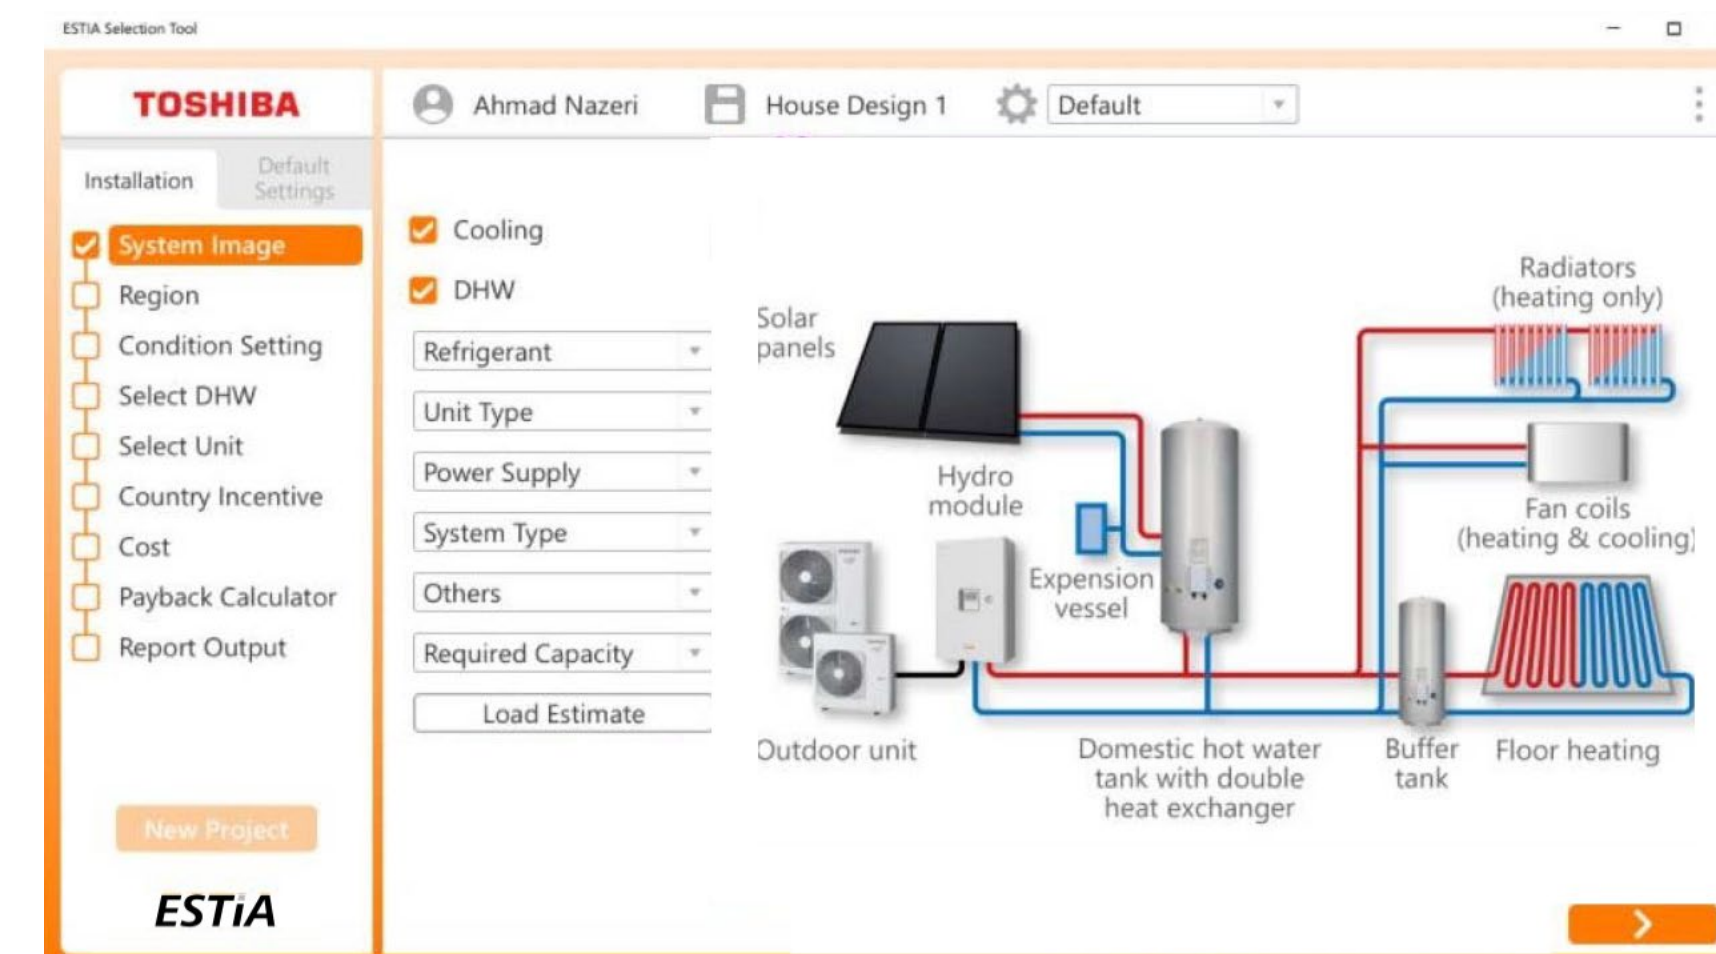 ESTIA Selection Tool
TOSHIBA
Ahmad Nazeri
House Design 1
Default
Installation
Default
Settings
System Image
Region
Condition Setting
Select DHW
Select Unit
Country Incentive
Cost
Payback Calculator
Report Output
New Project
ESTiA
Cooling
DHW
Refrigerant
Unit Type
Power Supply
System Type
Others
Required Capacity
Load Estimate
Solar
panels
Hydro
module
Expension
vessel
Outdoor unit
Domestic hot water
tank with double
heat exchanger
Buffer
tank
Radiators
(heating only)
Fan coils
(heating & cooling)
Floor heating